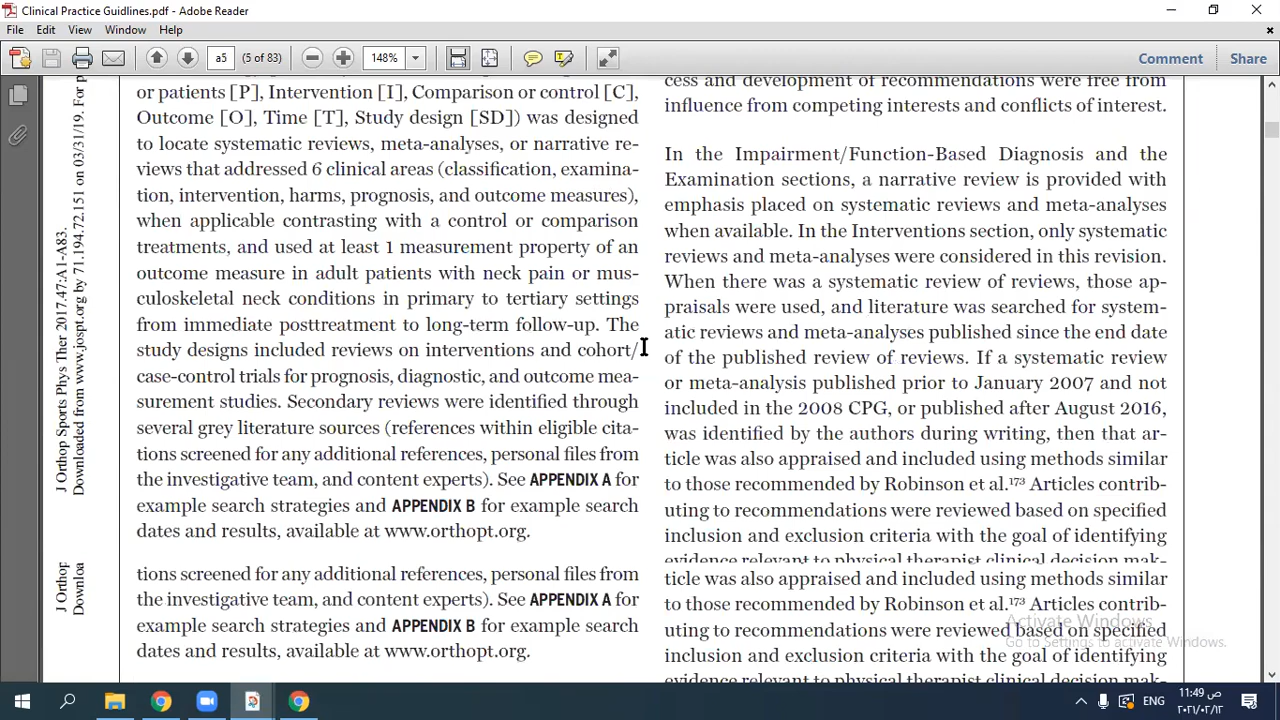 Clinical Practice Guidlines.pdf - Adobe Reader
File Edit View Window Help
a5 (5 of 83) 148% Comment Share
J Orthop Sports Phys Ther 2017.47:A1-A83.
Downloaded from www.jospt.org by 71.194.72.151 on 03/31/19. For p
or patients [P], Intervention [I], Comparison or control [C],
Outcome [O], Time [T], Study design [SD]) was designed
to locate systematic reviews, meta-analyses, or narrative re-
views that addressed 6 clinical areas (classification, examina-
tion, intervention, harms, prognosis, and outcome measures),
when applicable contrasting with a control or comparison
treatments, and used at least 1 measurement property of an
outcome measure in adult patients with neck pain or mus-
culoskeletal neck conditions in primary to tertiary settings
from immediate posttreatment to long-term follow-up. The
study designs included reviews on interventions and cohort/
case-control trials for prognosis, diagnostic, and outcome mea-
surement studies. Secondary reviews were identified through
several grey literature sources (references within eligible cita-
tions screened for any additional references, personal files from
the investigative team, and content experts). See APPENDIX A for
example search strategies and APPENDIX B for example search
dates and results, available at www.orthopt.org.
J Orthop
Downloa
tions screened for any additional references, personal files from
the investigative team, and content experts). See APPENDIX A for
example search strategies and APPENDIX B for example search
dates and results, available at www.orthopt.org.
cess and development of recommendations were free from
influence from competing interests and conflicts of interest.
In the Impairment/Function-Based Diagnosis and the
Examination sections, a narrative review is provided with
emphasis placed on systematic reviews and meta-analyses
when available. In the Interventions section, only systematic
reviews and meta-analyses were considered in this revision.
When there was a systematic review of reviews, those ap-
praisals were used, and literature was searched for system-
atic reviews and meta-analyses published since the end date
of the published review of reviews. If a systematic review
or meta-analysis published prior to January 2007 and not
included in the 2008 CPG, or published after August 2016,
was identified by the authors during writing, then that ar-
ticle was also appraised and included using methods similar
to those recommended by Robinson et al.¹⁷³ Articles contrib-
uting to recommendations were reviewed based on specified
inclusion and exclusion criteria with the goal of identifying
evidence relevant to physical therapist clinical decision mak-
ticle was also appraised and included using methods similar
to those recommended by Robinson et al.¹⁷³ Articles contrib-
uting to recommendations were reviewed based on specified
inclusion and exclusion criteria with the goal of identifying
Activate Windows
Go to Settings to activate Windows.
ENG
11:49 ص
٢٠٢١/٠٢/١٢